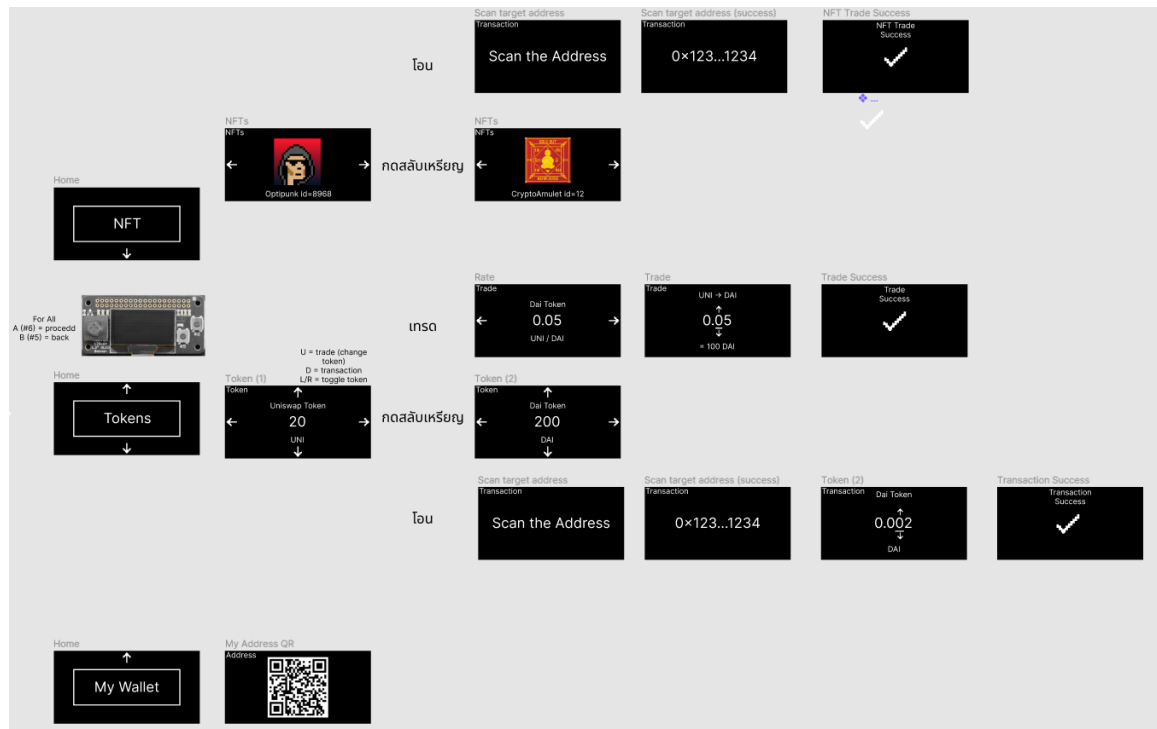 Scan target address
Scan target address (success)
NFT Trade Success
Transaction
Scan the Address
0×123...1234
NFT Trade
Success
โอน
NFTs
NFTs
Optipunk id=8968
กดสลับเหรียญ
NFTs
NFTs
CryptoAmulet id=12
Home
NFT
For All
A (#6) = procedd
B (#5) = back
เทรด
Rate
Trade
Dai Token
0.05
UNI / DAI
Trade
Trade
UNI → DAI
0.05
= 100 DAI
Trade Success
Trade
Success
U = trade (change
token)
D = transaction
L/R = toggle token
Home
Tokens
Token (1)
Token
Uniswap Token
20
UNI
กดสลับเหรียญ
Token (2)
Token
Dai Token
200
DAI
โอน
Scan target address
Transaction
Scan the Address
Scan target address (success)
Transaction
0×123...1234
Token (2)
Transaction
Dai Token
0.002
DAI
Transaction Success
Transaction
Success
Home
My Wallet
My Address QR
Address